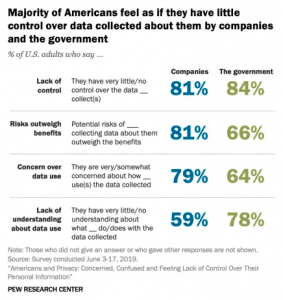 Majority of Americans feel as if they have little
control over data collected about them by companies
and the government
% of U.S. adults who say ...
Companies The government
Lack of control They have very little/no control over the data __ collect(s) 81% 84%
Risks outweigh benefits Potential risks of __ collecting data about them outweigh the benefits 81% 66%
Concern over data use They are very/somewhat concerned about how __ use(s) the data collected 79% 64%
Lack of understanding about data use They have very little/no understanding about what __ do/does with the data collected 59% 78%
Note: Those who did not give an answer or who gave other responses are not shown.
Source: Survey conducted June 3-17, 2019.
"Americans and Privacy: Concerned, Confused and Feeling Lack of Control Over Their
Personal Information"
PEW RESEARCH CENTER